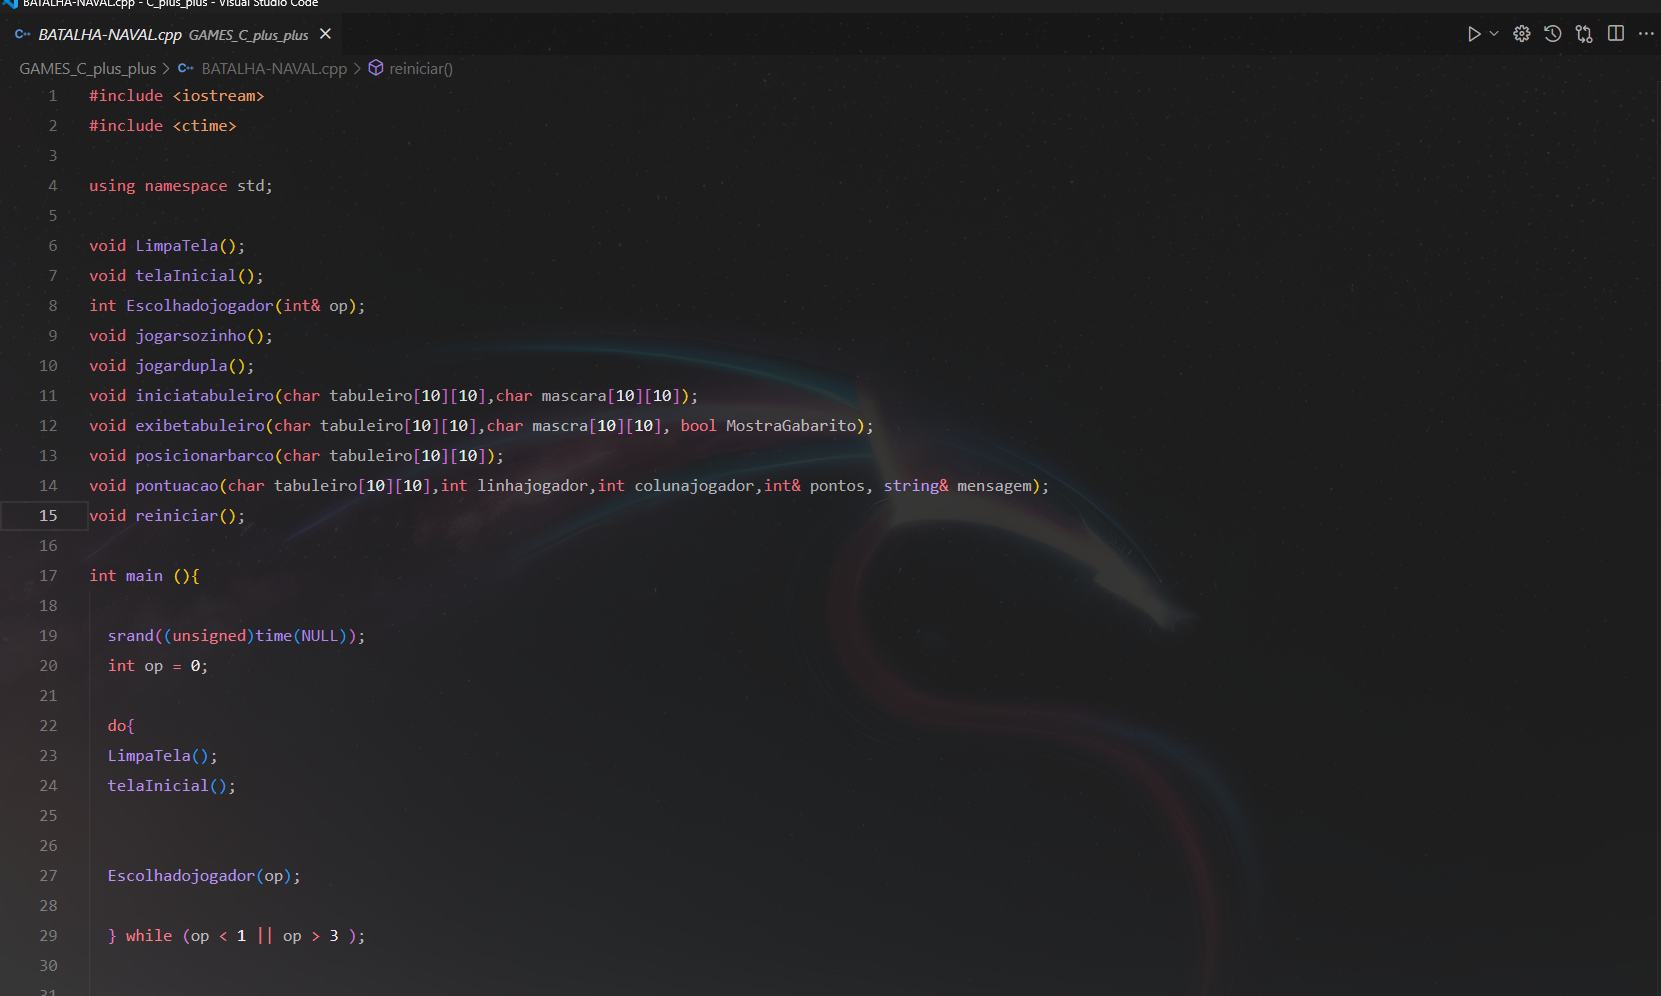 BATALHA-NAVAL.cpp - C_plus_plus - Visual Studio Code
BATALHA-NAVAL.cpp GAMES_C_plus_plus
GAMES_C_plus_plus > BATALHA-NAVAL.cpp > reiniciar()
1 #include <iostream>
2 #include <ctime>
3
4 using namespace std;
5
6 void LimpaTela();
7 void telaInicial();
8 int Escolhadojogador(int& op);
9 void jogarsozinho();
10 void jogardupla();
11 void iniciatabuleiro(char tabuleiro[10][10],char mascara[10][10]);
12 void exibetabuleiro(char tabuleiro[10][10],char mascra[10][10], bool MostraGabarito);
13 void posicionarbarco(char tabuleiro[10][10]);
14 void pontuacao(char tabuleiro[10][10],int linhajogador,int colunajogador,int& pontos, string& mensagem);
15 void reiniciar();
16
17 int main (){
18
19 srand((unsigned)time(NULL));
20 int op = 0;
21
22 do{
23 LimpaTela();
24 telaInicial();
25
26
27 Escolhadojogador(op);
28
29 } while (op < 1 || op > 3 );
30
31